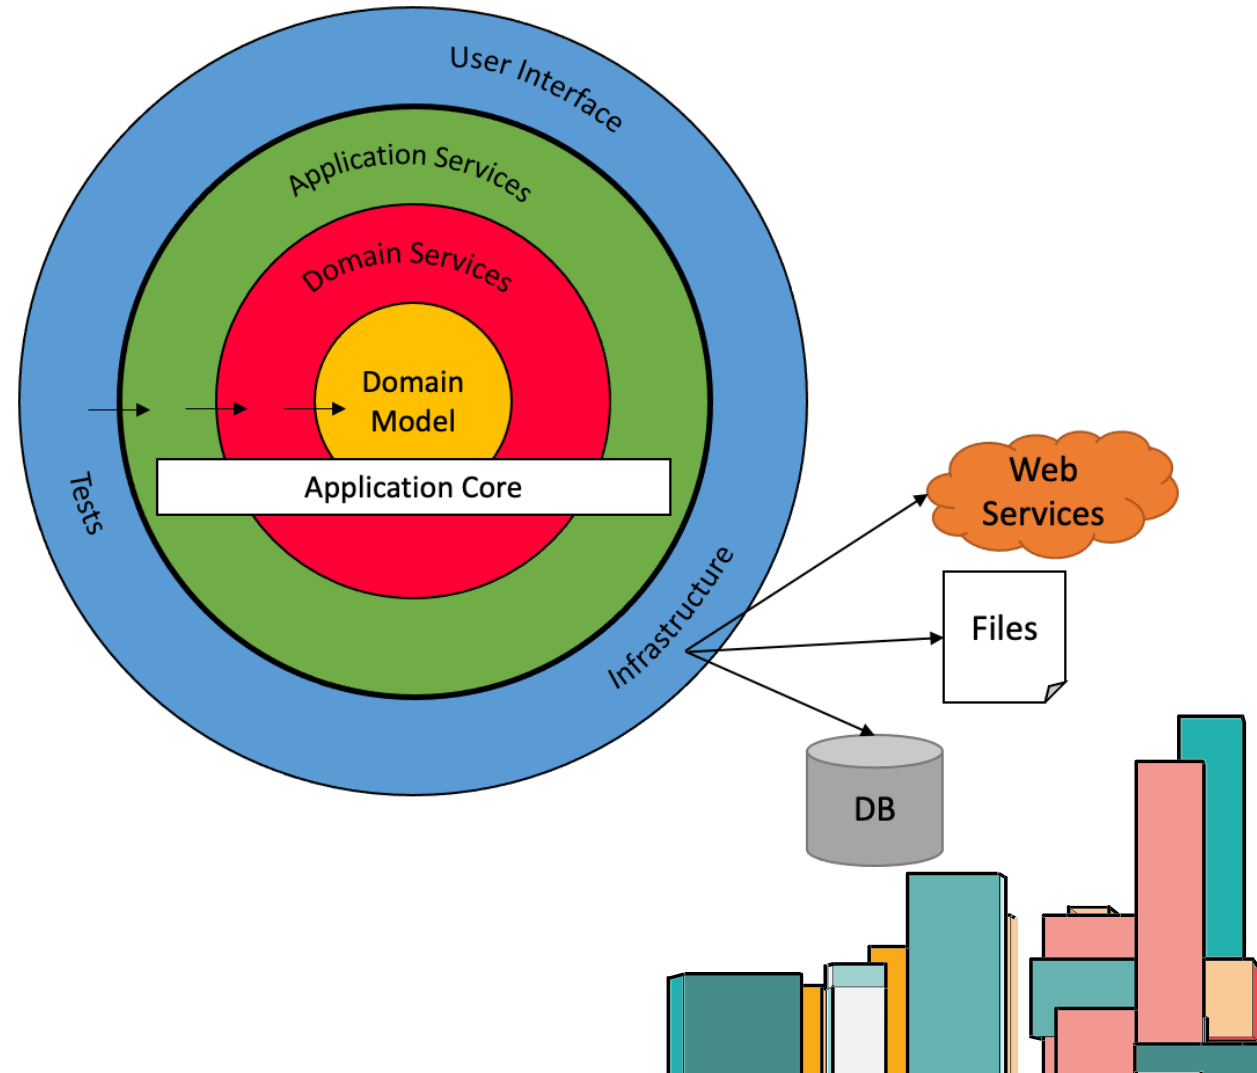 User Interface
Application Services
Domain Services
Domain
Model
Application Core
Tests
Infrastructure
Web
Services
Files
DB